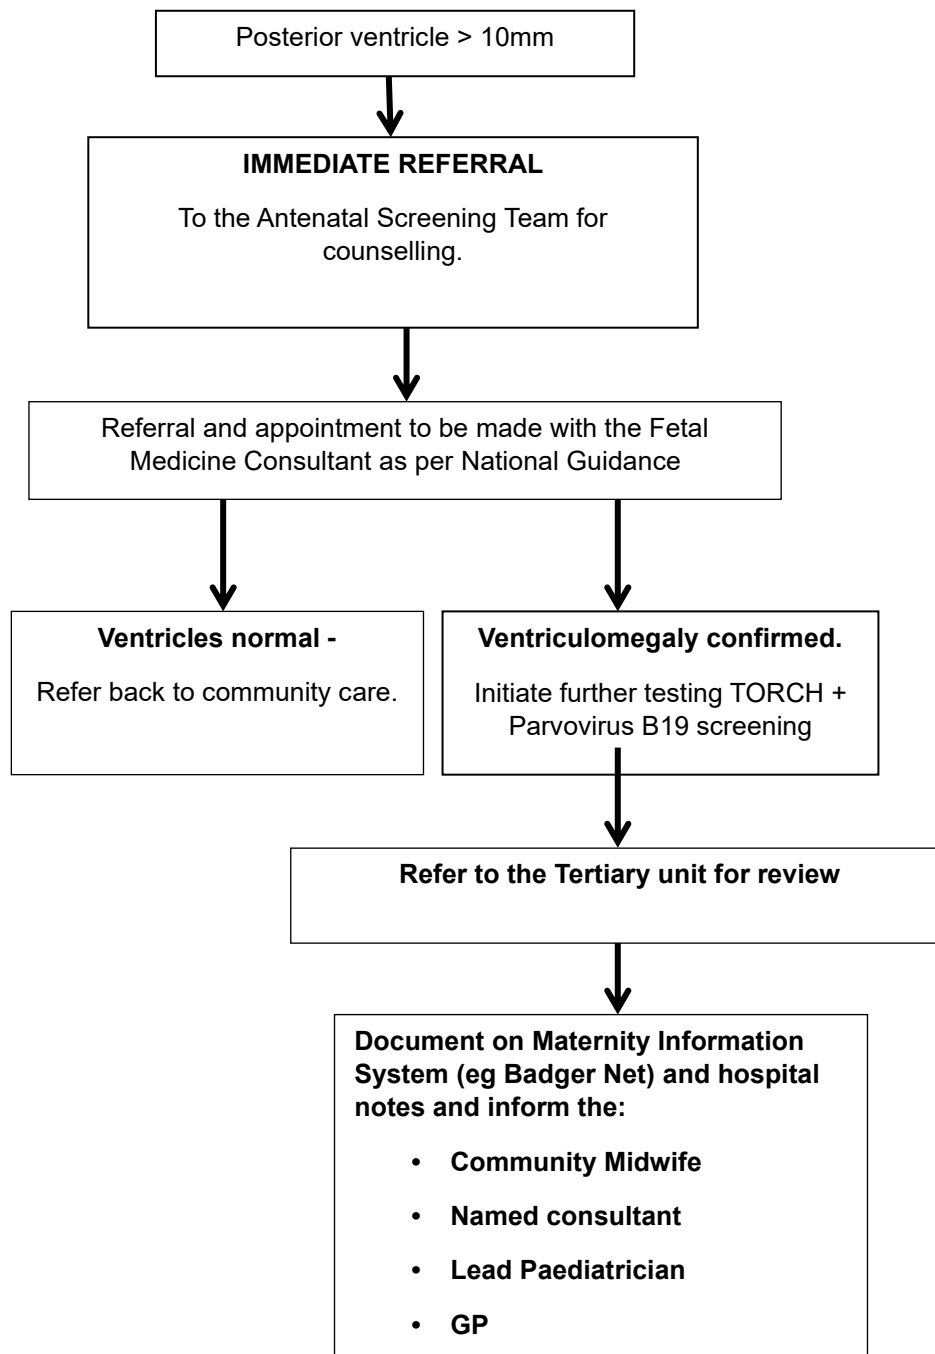 Posterior ventricle > 10mm
IMMEDIATE REFERRAL
To the Antenatal Screening Team for
counselling.
Referral and appointment to be made with the Fetal
Medicine Consultant as per National Guidance
Ventricles normal -
Refer back to community care.
Ventriculomegaly confirmed.
Initiate further testing TORCH +
Parvovirus B19 screening
Refer to the Tertiary unit for review
Document on Maternity Information
System (eg Badger Net) and hospital
notes and inform the:
• Community Midwife
• Named consultant
• Lead Paediatrician
• GP